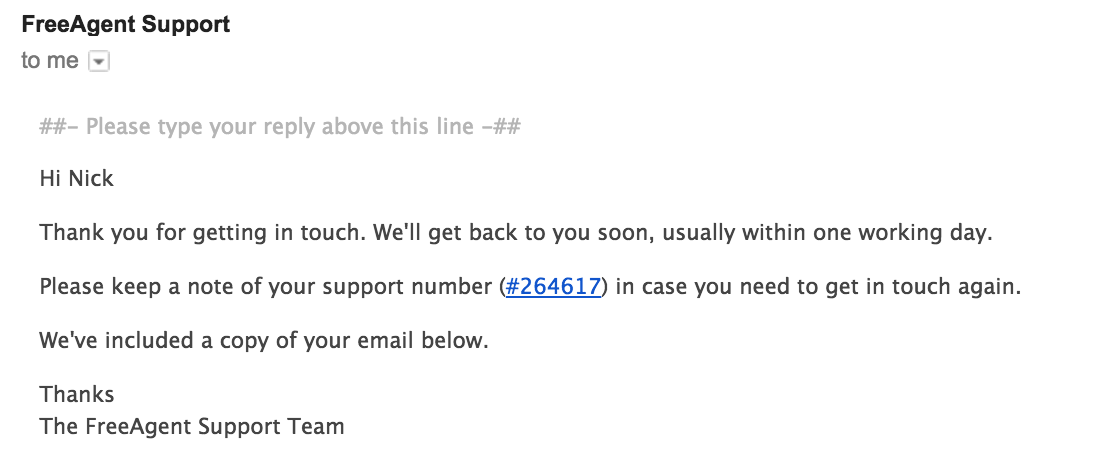 FreeAgent Support
to me
##- Please type your reply above this line -##
Hi Nick
Thank you for getting in touch. We'll get back to you soon, usually within one working day.
Please keep a note of your support number (#264617) in case you need to get in touch again.
We've included a copy of your email below.
Thanks
The FreeAgent Support Team